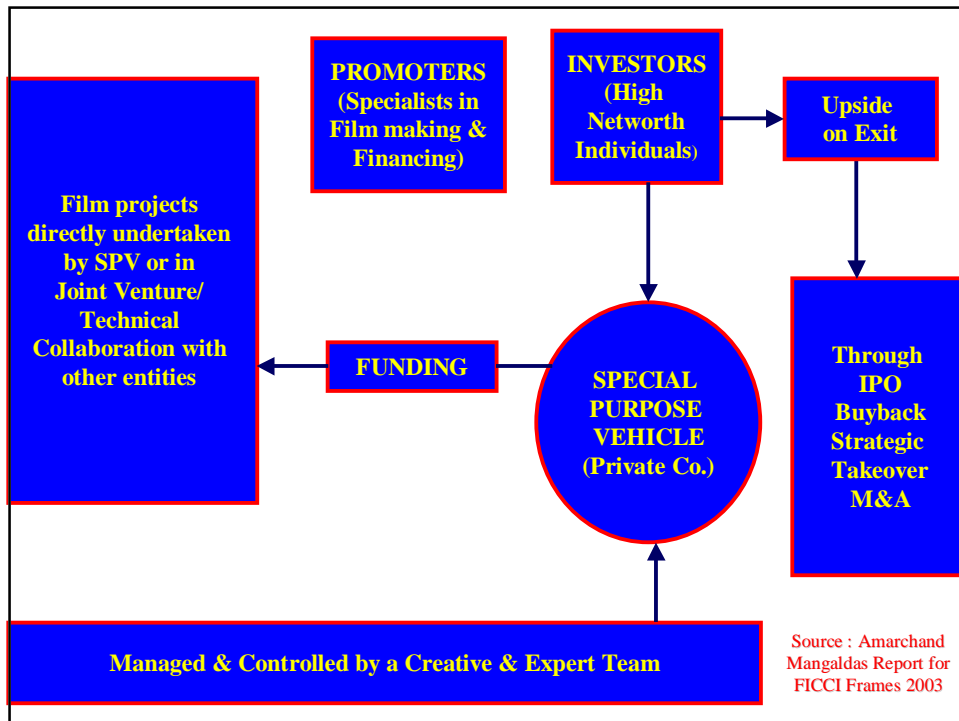 PROMOTERS
(Specialists in
Film making &
Financing)
INVESTORS
(High
Networth
Individuals)
Upside
on Exit
Film projects
directly undertaken
by SPV or in
Joint Venture/
Technical
Collaboration with
other entities
FUNDING
SPECIAL
PURPOSE
VEHICLE
(Private Co.)
Through
IPO
Buyback
Strategic
Takeover
M&A
Managed & Controlled by a Creative & Expert Team
Source : Amarchand
Mangaldas Report for
FICCI Frames 2003